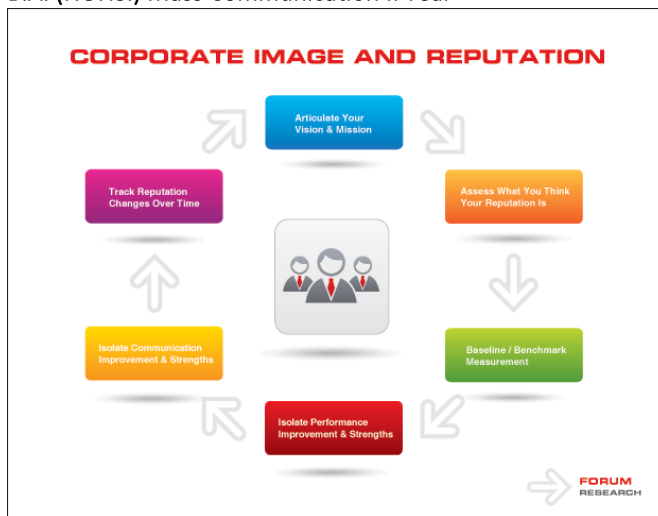 CORPORATE IMAGE AND REPUTATION
Articulate Your
Vision & Mission
Track Reputation
Changes Over Time
Assess What You Think
Your Reputation Is
Isolate Communication
Improvement & Strengths
Baseline / Benchmark
Measurement
Isolate Performance
Improvement & Strengths
FORUM
RESEARCH